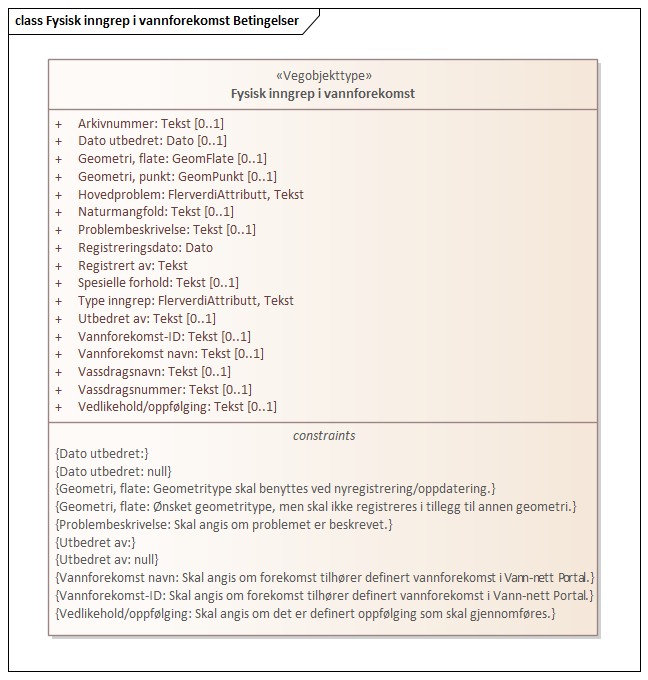 class Fysisk inngrep i vannforekomst Betingelser
«Vegobjekttype»
Fysisk inngrep i vannforekomst
+ Arkivnummer: Tekst [0..1]
+ Dato utbedret: Dato [0..1]
+ Geometri, flate: GeomFlate [0..1]
+ Geometri, punkt: GeomPunkt [0..1]
+ Hovedproblem: FlerverdiAttributt, Tekst
+ Naturmangfold: Tekst [0..1]
+ Problembeskrivelse: Tekst [0..1]
+ Registreringsdato: Dato
+ Registrert av: Tekst
+ Spesielle forhold: Tekst [0..1]
+ Type inngrep: FlerverdiAttributt, Tekst
+ Utbedret av: Tekst [0..1]
+ Vannforekomst-ID: Tekst [0..1]
+ Vannforekomst navn: Tekst [0..1]
+ Vassdragsnavn: Tekst [0..1]
+ Vassdragsnummer: Tekst [0..1]
+ Vedlikehold/oppfølging: Tekst [0..1]
constraints
{Dato utbedret:}
{Dato utbedret: null}
{Geometri, flate: Geometritype skal benyttes ved nyregistrering/oppdatering.}
{Geometri, flate: Ønsket geometritype, men skal ikke registreres i tillegg til annen geometri.}
{Problembeskrivelse: Skal angis om problemet er beskrevet.}
{Utbedret av:}
{Utbedret av: null}
{Vannforekomst navn: Skal angis om forekomst tilhører definert vannforekomst i Vann-nett Portal.}
{Vannforekomst-ID: Skal angis om forekomst tilhører definert vannforekomst i Vann-nett Portal.}
{Vedlikehold/oppfølging: Skal angis om det er definert oppfølging som skal gjennomføres.}